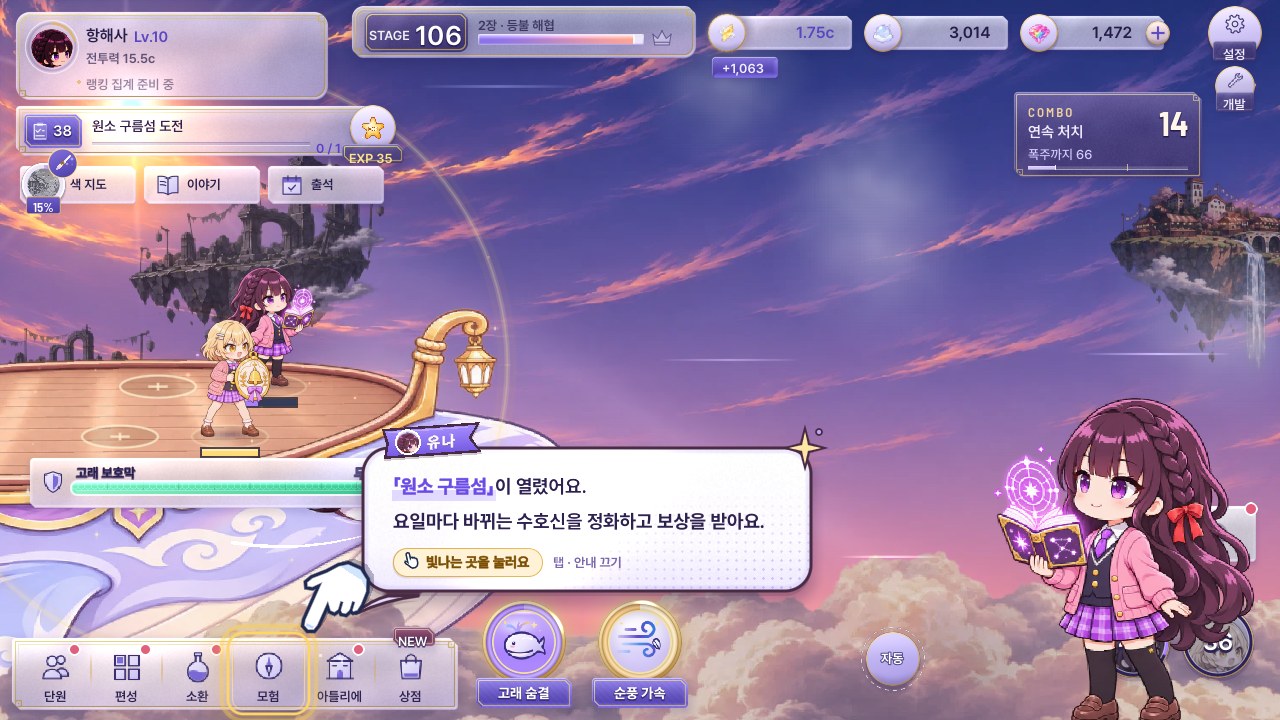 항해사 Lv.10
전투력 15.5c
랭킹 집계 준비 중
STAGE 106
2장 · 등불 해협
1.75c
+1,063
3,014
1,472
설정
개발
38
원소 구름섬 도전
0 / 1
EXP 35
색 지도
15%
이야기
출석
COMBO
연속 처치
14
폭주까지 66
고래 보호막
유나
「원소 구름섬」이 열렸어요.
요일마다 바뀌는 수호신을 정화하고 보상을 받아요.
빛나는 곳을 눌러요
탭 · 안내 끄기
단원
편성
소환
모험
아틀리에
NEW
상점
고래 숨결
순풍 가속
자동